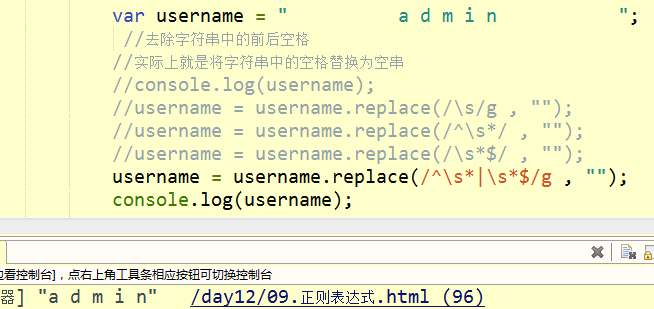 var username = "         a d m i n          ";
//去除字符串中的前后空格
//实际上就是将字符串中的空格替换为空串
//console.log(username);
//username = username.replace(/\s/g , "");
//username = username.replace(/^\s*/ , "");
//username = username.replace(/\s*$/ , "");
username = username.replace(/^\s*|\s*$/g , "");
console.log(username);
看控制台]，点右上角工具条相应按钮可切换控制台
器] "a d m i n"   /day12/09.正则表达式.html (96)